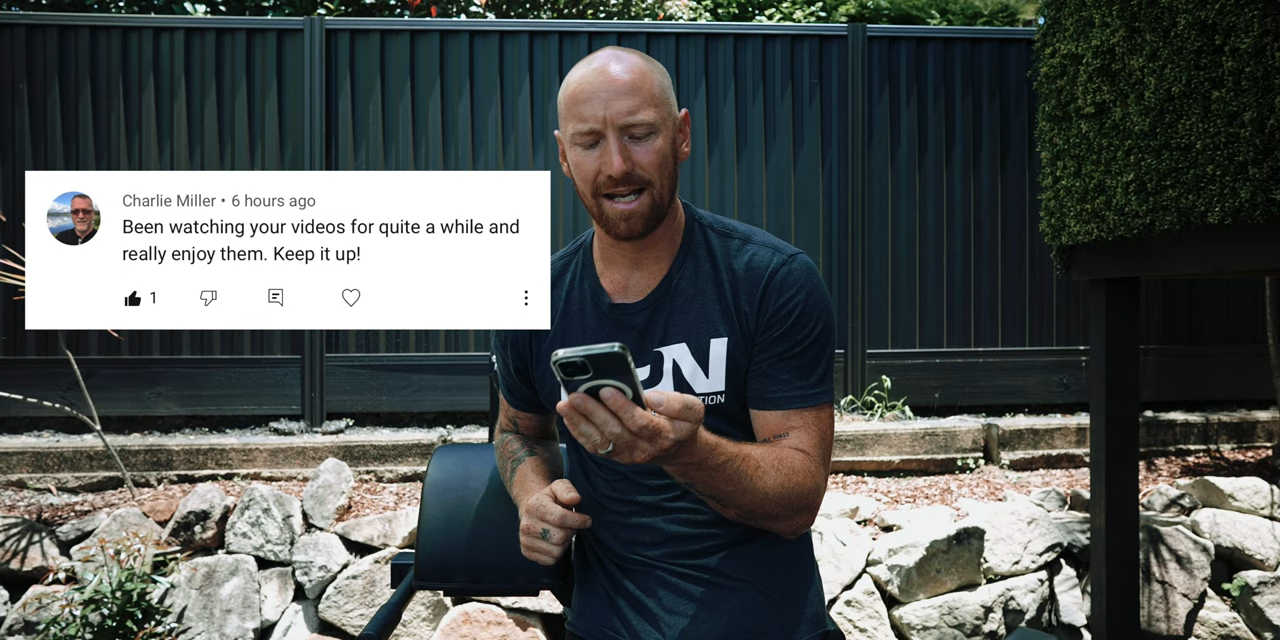 Charlie Miller • 6 hours ago
Been watching your videos for quite a while and
really enjoy them. Keep it up!
1